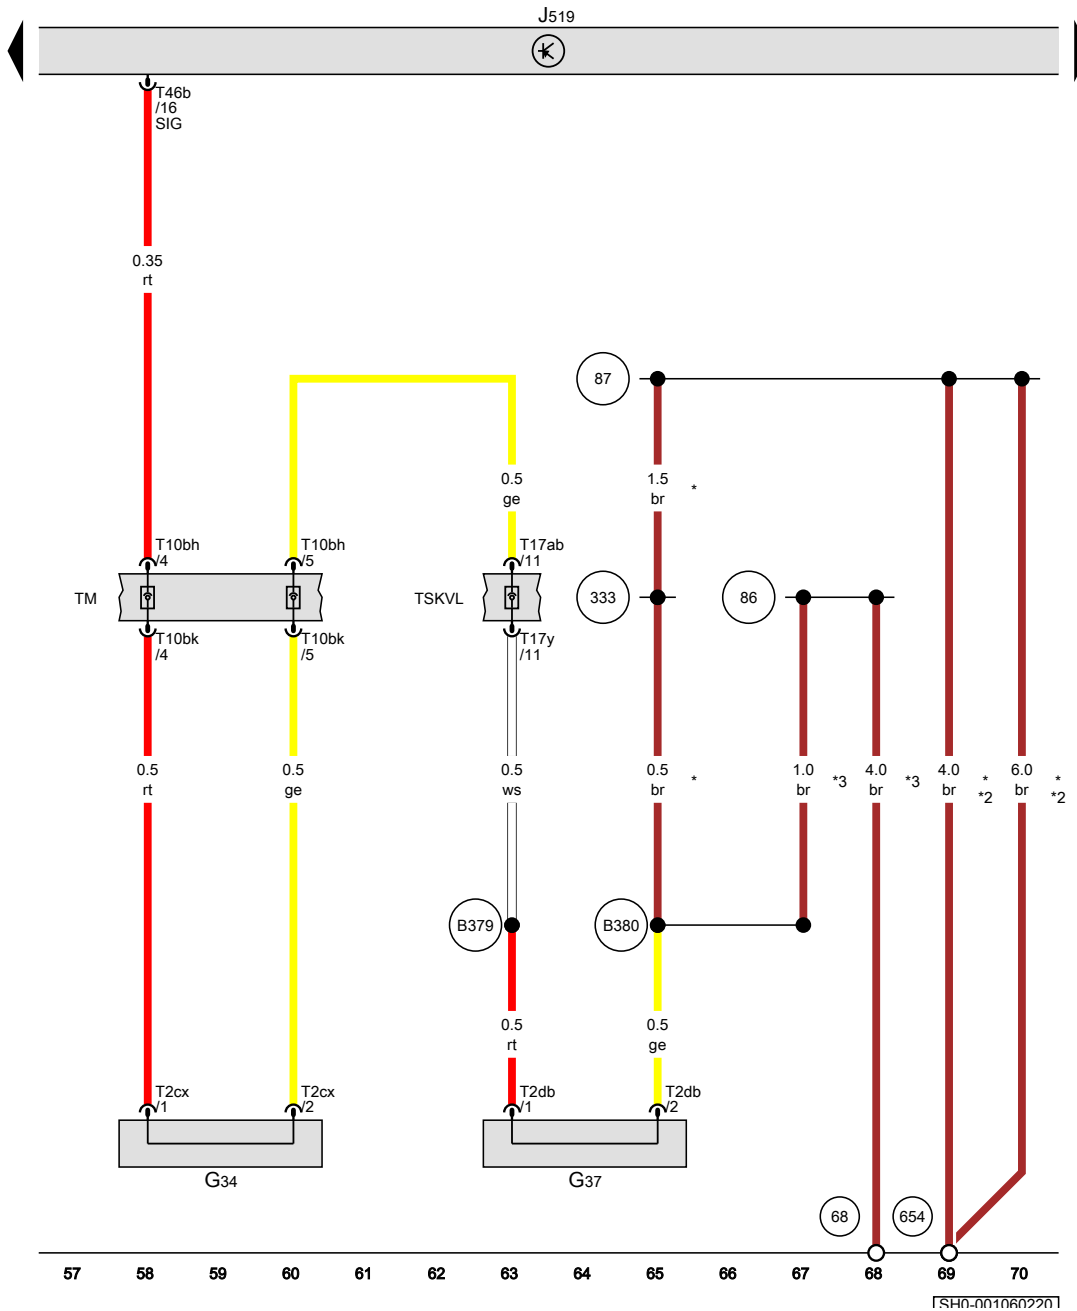 J519
T46b
/16
SIG
0.35
rt
87
0.5
ge
1.5
br
*
T10bh
/4
T10bh
/5
T17ab
/11
TM
TSKVL
333
86
T10bk
/4
T10bk
/5
T17y
/11
0.5
rt
0.5
ge
0.5
ws
0.5
br
*
1.0
br
*3
4.0
br
*3
4.0
br
*
*2
6.0
br
*
*2
B379
B380
0.5
rt
0.5
ge
T2cx
/1
T2cx
/2
T2db
/1
T2db
/2
G34
G37
68
654
57 58 59 60 61 62 63 64 65 66 67 68 69 70
SH0-001060220